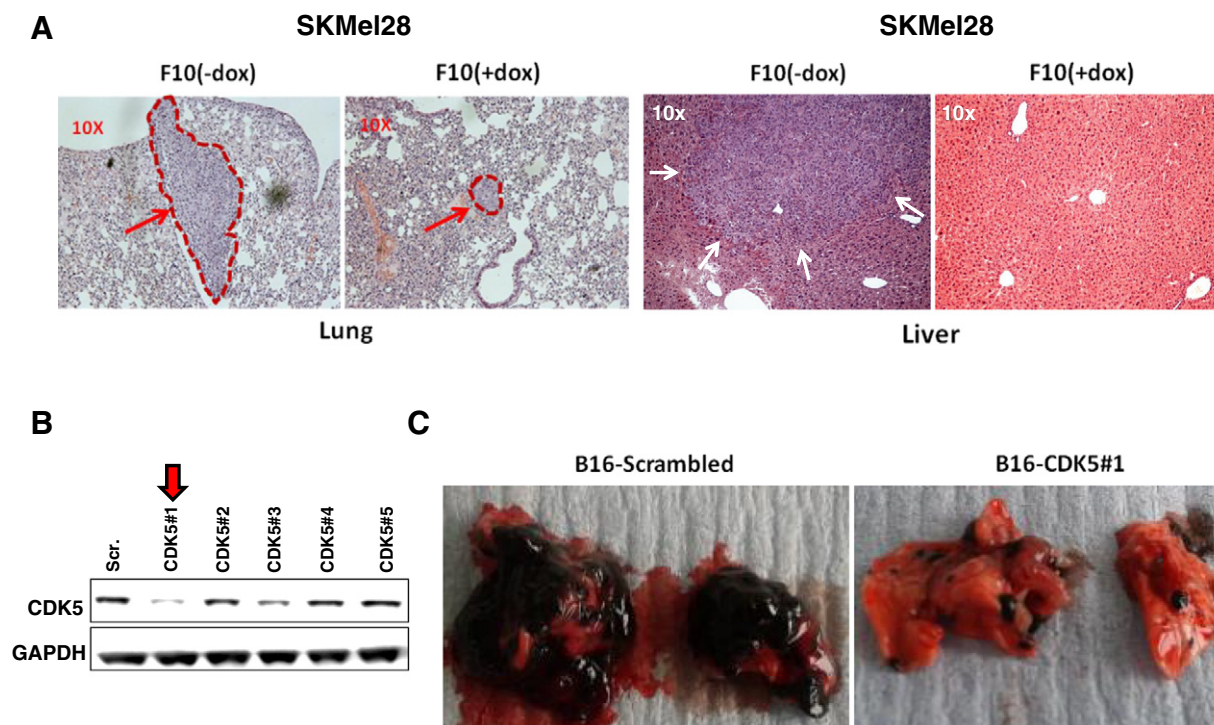 A
SKMel28
SKMel28
F10(-dox)
F10(+dox)
F10(-dox)
F10(+dox)
10X
10X
10x
Lung
Liver
B
C
Scr.
CDK5#1
CDK5#2
CDK5#3
CDK5#4
CDK5#5
CDK5
GAPDH
B16-Scrambled
B16-CDK5#1